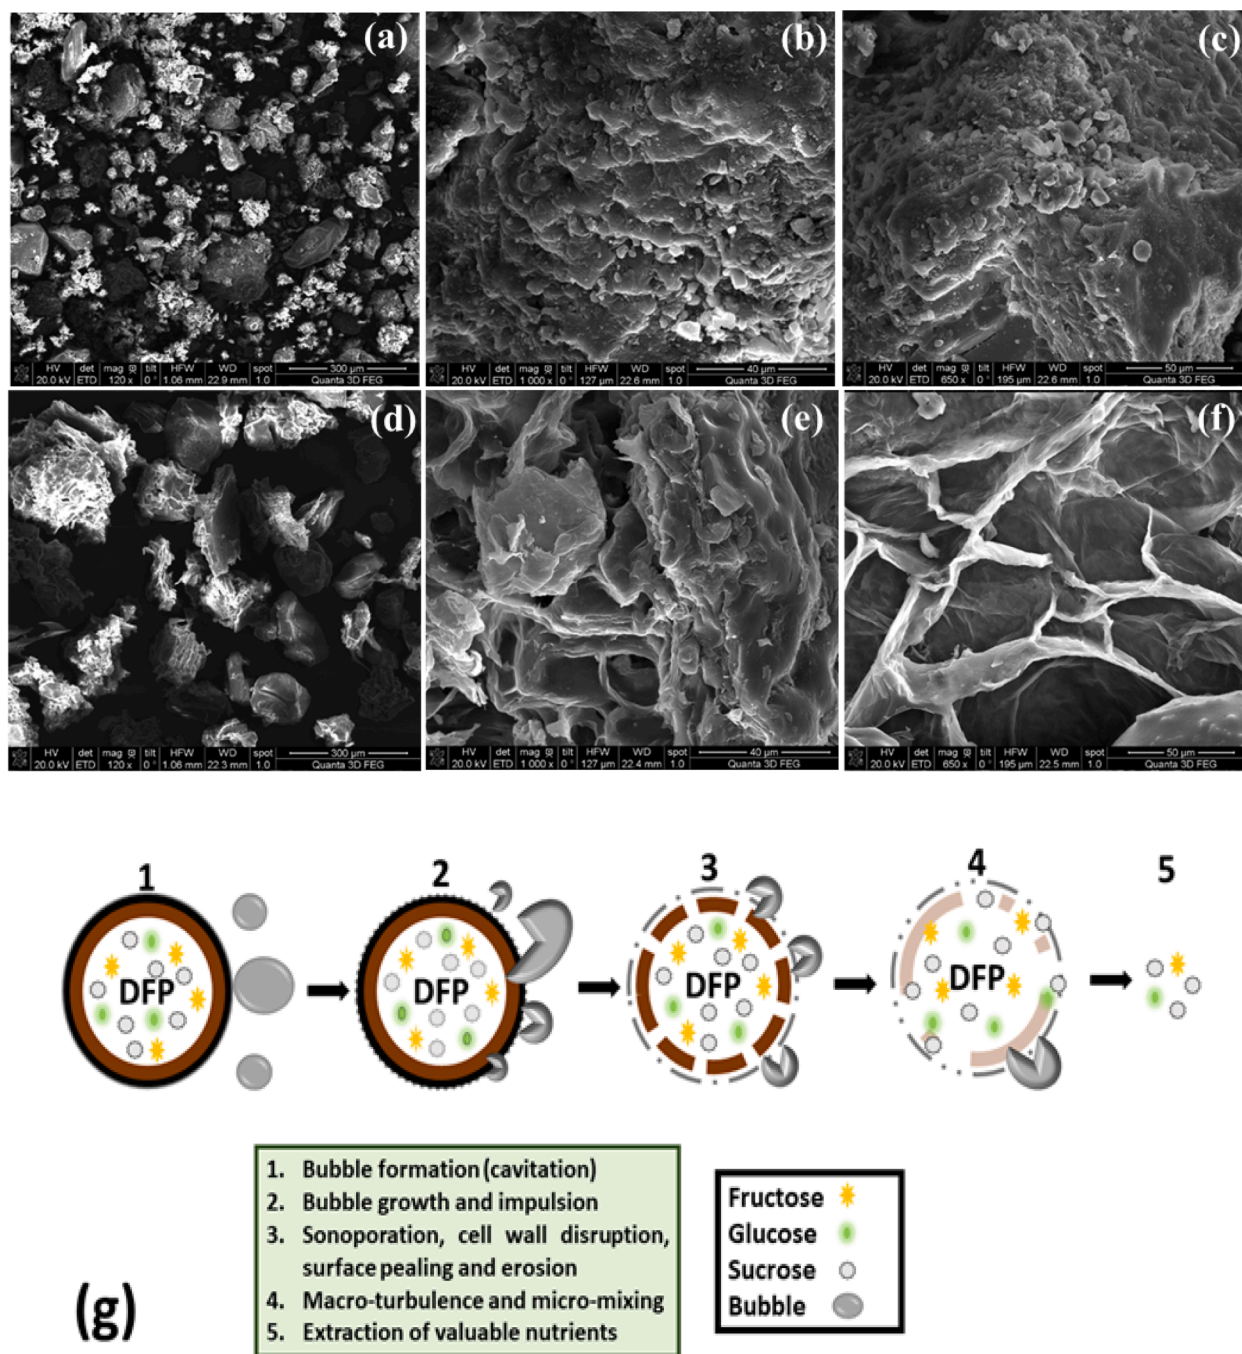 (a)
(b)
(c)
HV det mag tilt HFW WD spot
20.0 kV ETD 120 x 0 ° 1.06 mm 22.9 mm 1.0
300 µm
Quanta 3D FEG
HV det mag tilt HFW WD spot
20.0 kV ETD 1 000 x 0 ° 127 µm 22.6 mm 1.0
40 µm
Quanta 3D FEG
HV det mag tilt HFW WD spot
20.0 kV ETD 650 x 0 ° 195 µm 22.6 mm 1.0
50 µm
Quanta 3D FEG
(d)
(e)
(f)
HV det mag tilt HFW WD spot
20.0 kV ETD 120 x 0 ° 1.06 mm 22.3 mm 1.0
300 µm
Quanta 3D FEG
HV det mag tilt HFW WD spot
20.0 kV ETD 1 000 x 0 ° 127 µm 22.4 mm 1.0
40 µm
Quanta 3D FEG
HV det mag tilt HFW WD spot
20.0 kV ETD 650 x 0 ° 195 µm 22.5 mm 1.0
50 µm
Quanta 3D FEG
1
2
3
4
5
DFP
DFP
DFP
DFP
1. Bubble formation (cavitation)
2. Bubble growth and impulsion
3. Sonoporation, cell wall disruption,
surface pealing and erosion
4. Macro-turbulence and micro-mixing
5. Extraction of valuable nutrients
Fructose
Glucose
Sucrose
Bubble
(g)